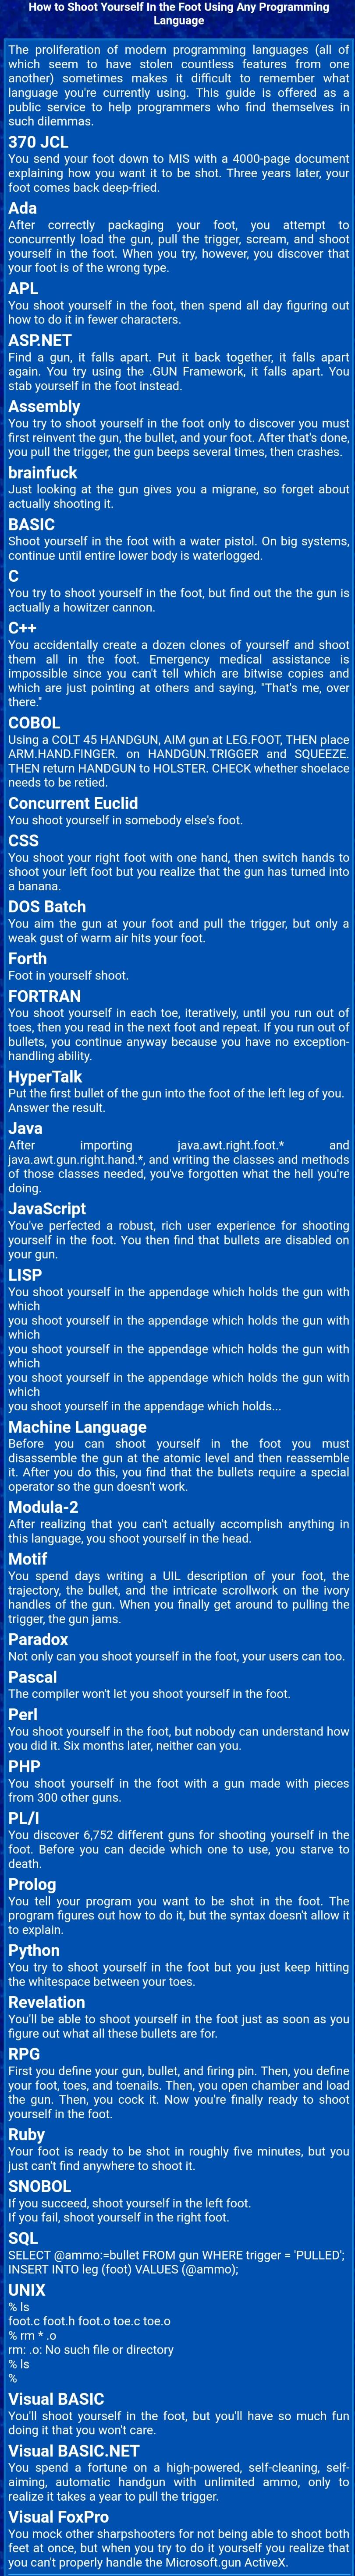 How to Shoot Yourself In the Foot Using Any Programming
Language
The proliferation of modern programming languages (all of
which seem to have stolen countless features from one
another) sometimes makes it difficult to remember what
language you're currently using. This guide is offered as a
public service to help programmers who find themselves in
such dilemmas.
370 JCL
You send your foot down to MIS with a 4000-page document
explaining how you want it to be shot. Three years later, your
foot comes back deep-fried.
Ada
After correctly packaging your foot, you attempt to
concurrently load the gun, pull the trigger, scream, and shoot
yourself in the foot. When you try, however, you discover that
your foot is of the wrong type.
APL
You shoot yourself in the foot, then spend all day figuring out
how to do it in fewer characters.
ASP.NET
Find a gun, it falls apart. Put it back together, it falls apart
again. You try using the .GUN Framework, it falls apart. You
stab yourself in the foot instead.
Assembly
You try to shoot yourself in the foot only to discover you must
first reinvent the gun, the bullet, and your foot. After that's done,
you pull the trigger, the gun beeps several times, then crashes.
brainfuck
Just looking at the gun gives you a migrane, so forget about
actually shooting it.
BASIC
Shoot yourself in the foot with a water pistol. On big systems,
continue until entire lower body is waterlogged.
C
You try to shoot yourself in the foot, but find out the the gun is
actually a howitzer cannon.
C++
You accidentally create a dozen clones of yourself and shoot
them all in the foot. Emergency medical assistance is
impossible since you can't tell which are bitwise copies and
which are just pointing at others and saying, "That's me, over
there."
COBOL
Using a COLT 45 HANDGUN, AIM gun at LEG.FOOT, THEN place
ARM.HAND.FINGER. on HANDGUN.TRIGGER and SQUEEZE.
THEN return HANDGUN to HOLSTER. CHECK whether shoelace
needs to be retied.
Concurrent Euclid
You shoot yourself in somebody else's foot.
CSS
You shoot your right foot with one hand, then switch hands to
shoot your left foot but you realize that the gun has turned into
a banana.
DOS Batch
You aim the gun at your foot and pull the trigger, but only a
weak gust of warm air hits your foot.
Forth
Foot in yourself shoot.
FORTRAN
You shoot yourself in each toe, iteratively, until you run out of
toes, then you read in the next foot and repeat. If you run out of
bullets, you continue anyway because you have no exception-
handling ability.
HyperTalk
Put the first bullet of the gun into the foot of the left leg of you.
Answer the result.
Java
After importing java.awt.right.foot.* and
java.awt.gun.right.hand.*, and writing the classes and methods
of those classes needed, you've forgotten what the hell you're
doing.
JavaScript
You've perfected a robust, rich user experience for shooting
yourself in the foot. You then find that bullets are disabled on
your gun.
LISP
You shoot yourself in the appendage which holds the gun with
which
you shoot yourself in the appendage which holds the gun with
which
you shoot yourself in the appendage which holds the gun with
which
you shoot yourself in the appendage which holds the gun with
which
you shoot yourself in the appendage which holds...
Machine Language
Before you can shoot yourself in the foot you must
disassemble the gun at the atomic level and then reassemble
it. After you do this, you find that the bullets require a special
operator so the gun doesn't work.
Modula-2
After realizing that you can't actually accomplish anything in
this language, you shoot yourself in the head.
Motif
You spend days writing a UIL description of your foot, the
trajectory, the bullet, and the intricate scrollwork on the ivory
handles of the gun. When you finally get around to pulling the
trigger, the gun jams.
Paradox
Not only can you shoot yourself in the foot, your users can too.
Pascal
The compiler won't let you shoot yourself in the foot.
Perl
You shoot yourself in the foot, but nobody can understand how
you did it. Six months later, neither can you.
PHP
You shoot yourself in the foot with a gun made with pieces
from 300 other guns.
PL/I
You discover 6,752 different guns for shooting yourself in the
foot. Before you can decide which one to use, you starve to
death.
Prolog
You tell your program you want to be shot in the foot. The
program figures out how to do it, but the syntax doesn't allow it
to explain.
Python
You try to shoot yourself in the foot but you just keep hitting
the whitespace between your toes.
Revelation
You'll be able to shoot yourself in the foot just as soon as you
figure out what all these bullets are for.
RPG
First you define your gun, bullet, and firing pin. Then, you define
your foot, toes, and toenails. Then, you open chamber and load
the gun. Then, you cock it. Now you're finally ready to shoot
yourself in the foot.
Ruby
Your foot is ready to be shot in roughly five minutes, but you
just can't find anywhere to shoot it.
SNOBOL
If you succeed, shoot yourself in the left foot.
If you fail, shoot yourself in the right foot.
SQL
SELECT @ammo:=bullet FROM gun WHERE trigger = 'PULLED';
INSERT INTO leg (foot) VALUES (@ammo);
UNIX
% ls
foot.c foot.h foot.o toe.c toe.o
% rm * .o
rm: .o: No such file or directory
% ls
%
Visual BASIC
You'll shoot yourself in the foot, but you'll have so much fun
doing it that you won't care.
Visual BASIC.NET
You spend a fortune on a high-powered, self-cleaning, self-
aiming, automatic handgun with unlimited ammo, only to
realize it takes a year to pull the trigger.
Visual FoxPro
You mock other sharpshooters for not being able to shoot both
feet at once, but when you try to do it yourself you realize that
you can't properly handle the Microsoft.gun ActiveX.